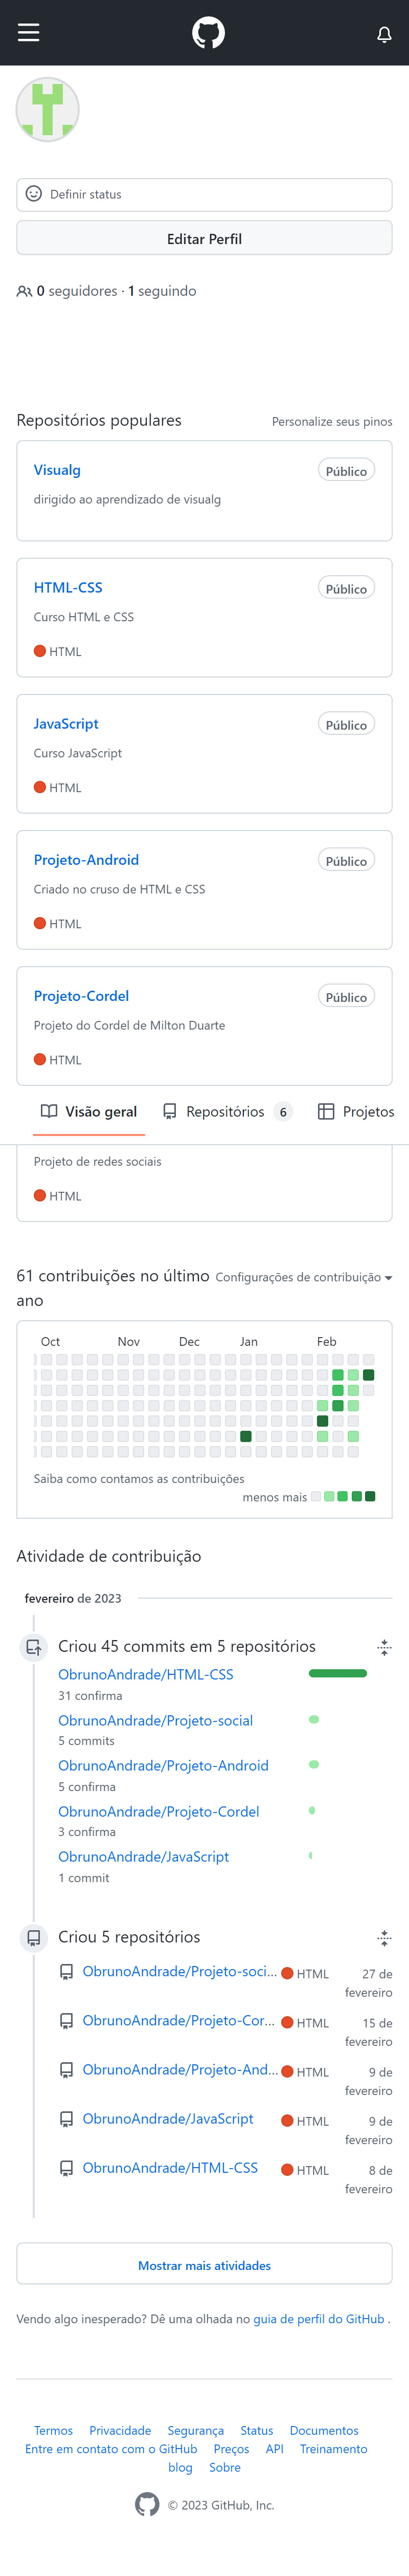 Definir status
Editar Perfil
0 seguidores · 1 seguindo
Repositórios populares
Personalize seus pinos
Visualg
Público
dirigido ao aprendizado de visualg
HTML-CSS
Público
Curso HTML e CSS
HTML
JavaScript
Público
Curso JavaScript
HTML
Projeto-Android
Público
Criado no cruso de HTML e CSS
HTML
Projeto-Cordel
Público
Projeto do Cordel de Milton Duarte
HTML
Visão geral
Repositórios 6
Projetos
Projeto de redes sociais
HTML
61 contribuições no último
ano
Configurações de contribuição
Oct Nov Dec Jan Feb
Saiba como contamos as contribuições
menos mais
Atividade de contribuição
fevereiro de 2023
Criou 45 commits em 5 repositórios
ObrunoAndrade/HTML-CSS
31 confirma
ObrunoAndrade/Projeto-social
5 commits
ObrunoAndrade/Projeto-Android
5 confirma
ObrunoAndrade/Projeto-Cordel
3 confirma
ObrunoAndrade/JavaScript
1 commit
Criou 5 repositórios
ObrunoAndrade/Projeto-soci... HTML 27 de
fevereiro
ObrunoAndrade/Projeto-Cor... HTML 15 de
fevereiro
ObrunoAndrade/Projeto-And... HTML 9 de
fevereiro
ObrunoAndrade/JavaScript HTML 9 de
fevereiro
ObrunoAndrade/HTML-CSS HTML 8 de
fevereiro
Mostrar mais atividades
Vendo algo inesperado? Dê uma olhada no guia de perfil do GitHub .
Termos Privacidade Segurança Status Documentos
Entre em contato com o GitHub Preços API Treinamento
blog Sobre
© 2023 GitHub, Inc.